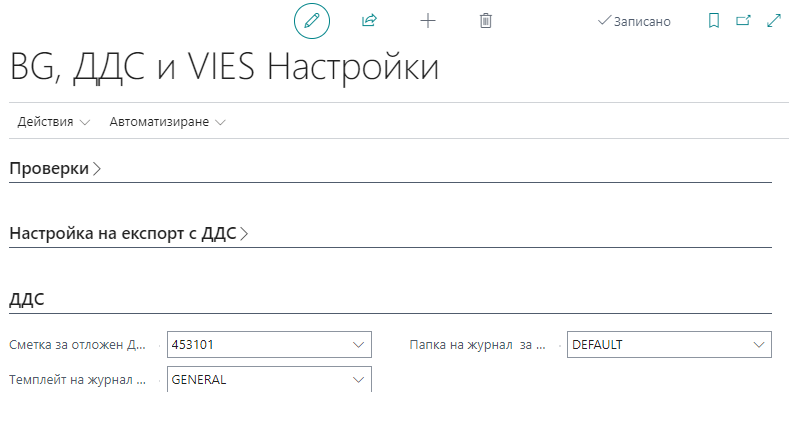 Записано
BG, ДДС и VIES Настройки
Действия Автоматизиране
Проверки
Настройка на експорт с ДДС
ДДС
Сметка за отложен Д... 453101 Папка на журнал за ... DEFAULT
Темплейт на журнал ... GENERAL